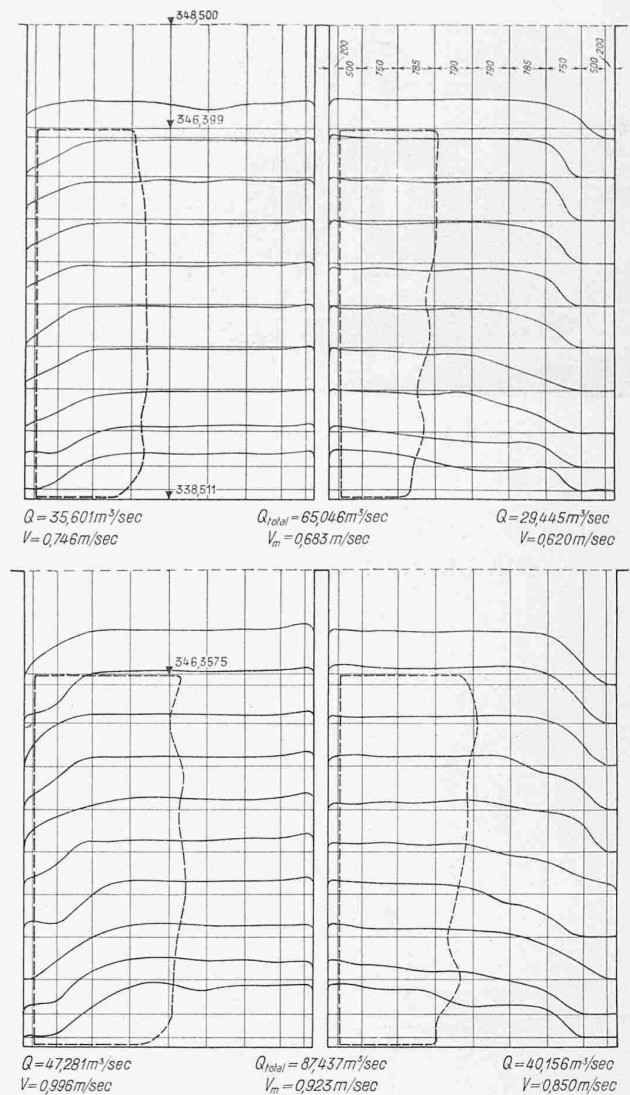 348,500
200 500 750 785 790 790 785 750 500 200
346,399
338,511
Q = 35,601 m³/sec Q_total = 65,046 m³/sec Q = 29,445 m³/sec
V = 0,746 m/sec V_m = 0,683 m/sec V = 0,620 m/sec
346,3575
Q = 47,281 m³/sec Q_total = 87,437 m³/sec Q = 40,156 m³/sec
V = 0,996 m/sec V_m = 0,923 m/sec V = 0,850 m/sec